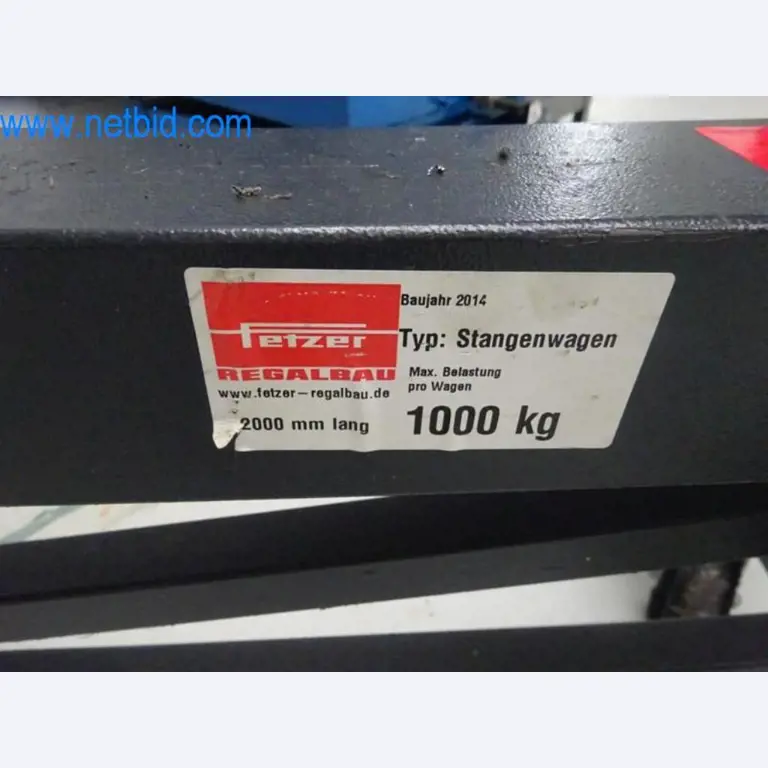 www.netbid.com
fetzer
REGALBAU
www.fetzer-regalbau.de
2000 mm lang
Baujahr 2014
Typ: Stangenwagen
Max. Belastung
pro Wagen
1000 kg